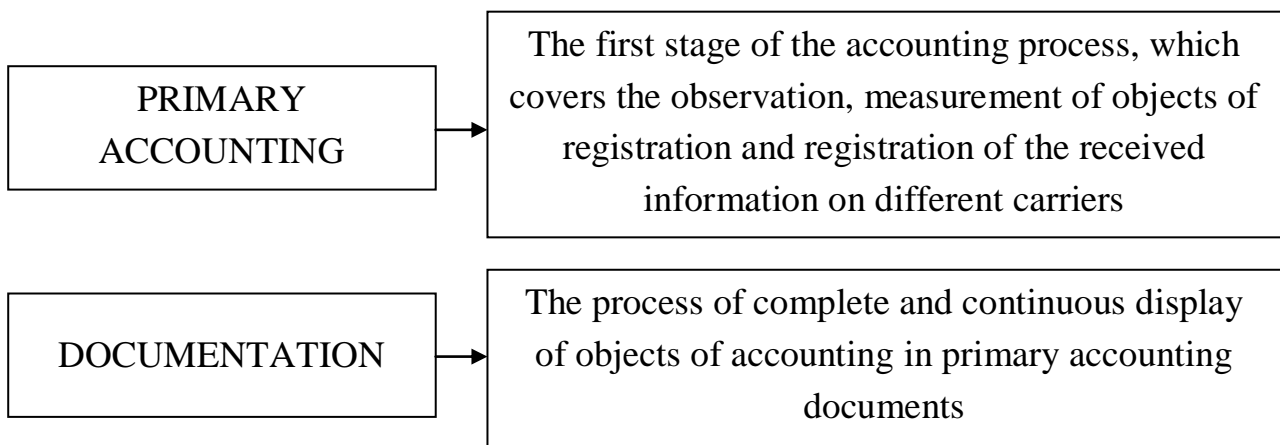 PRIMARY
ACCOUNTING
The first stage of the accounting process, which
covers the observation, measurement of objects of
registration and registration of the received
information on different carriers
DOCUMENTATION
The process of complete and continuous display
of objects of accounting in primary accounting
documents